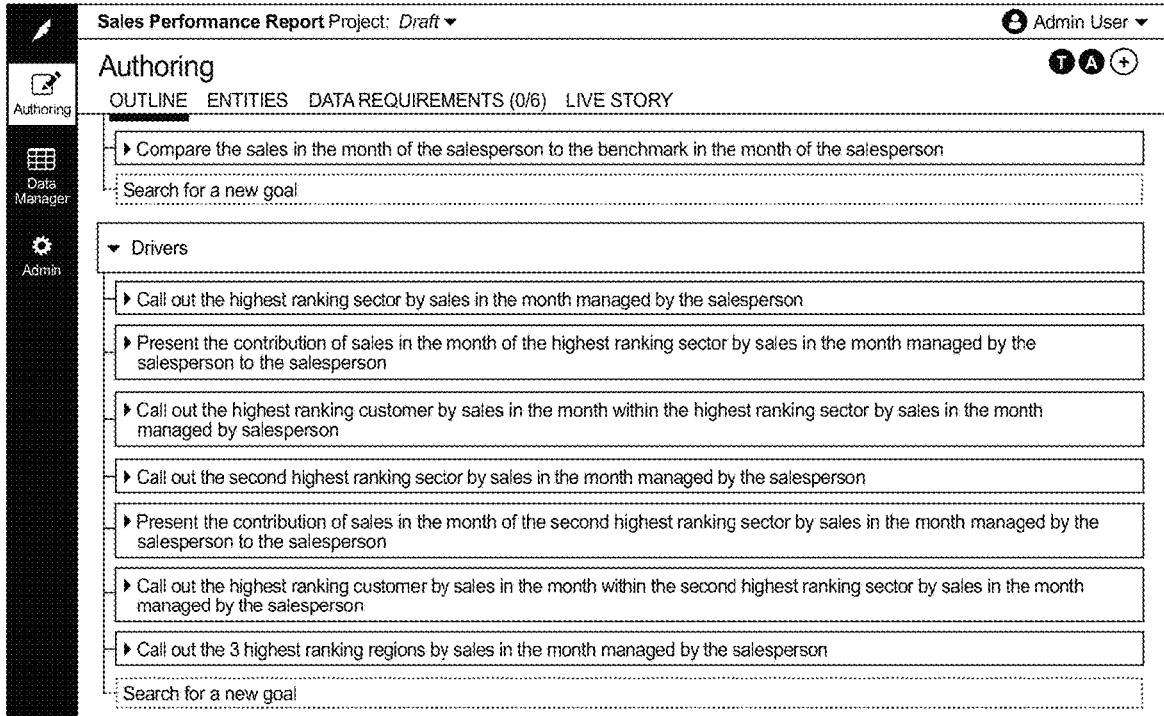 Sales Performance Report Project: Draft
Admin User
Authoring
T A +
OUTLINE ENTITIES DATA REQUIREMENTS (0/6) LIVE STORY
Authoring
Data
Manager
Admin
Compare the sales in the month of the salesperson to the benchmark in the month of the salesperson
Search for a new goal
Drivers
Call out the highest ranking sector by sales in the month managed by the salesperson
Present the contribution of sales in the month of the highest ranking sector by sales in the month managed by the
salesperson to the salesperson
Call out the highest ranking customer by sales in the month within the highest ranking sector by sales in the month
managed by salesperson
Call out the second highest ranking sector by sales in the month managed by the salesperson
Present the contribution of sales in the month of the second highest ranking sector by sales in the month managed by the
salesperson to the salesperson
Call out the highest ranking customer by sales in the month within the second highest ranking sector by sales in the month
managed by the salesperson
Call out the 3 highest ranking regions by sales in the month managed by the salesperson
Search for a new goal